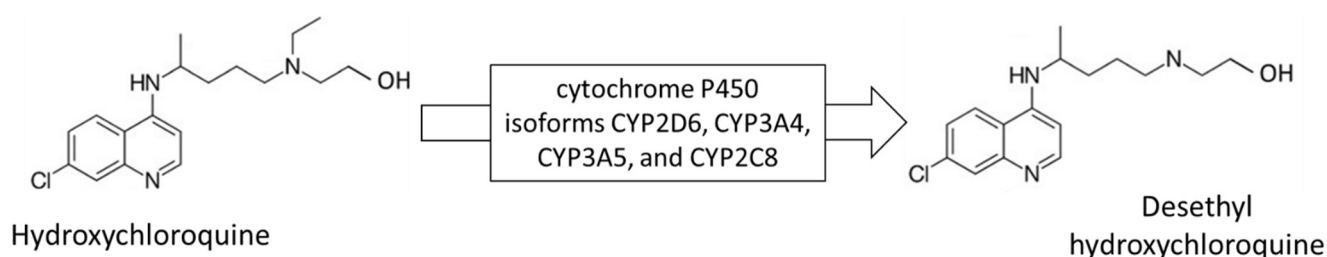 HN
N
OH
Cl
N
Hydroxychloroquine
cytochrome P450
isoforms CYP2D6, CYP3A4,
CYP3A5, and CYP2C8
HN
N
OH
Cl
N
Desethyl
hydroxychloroquine